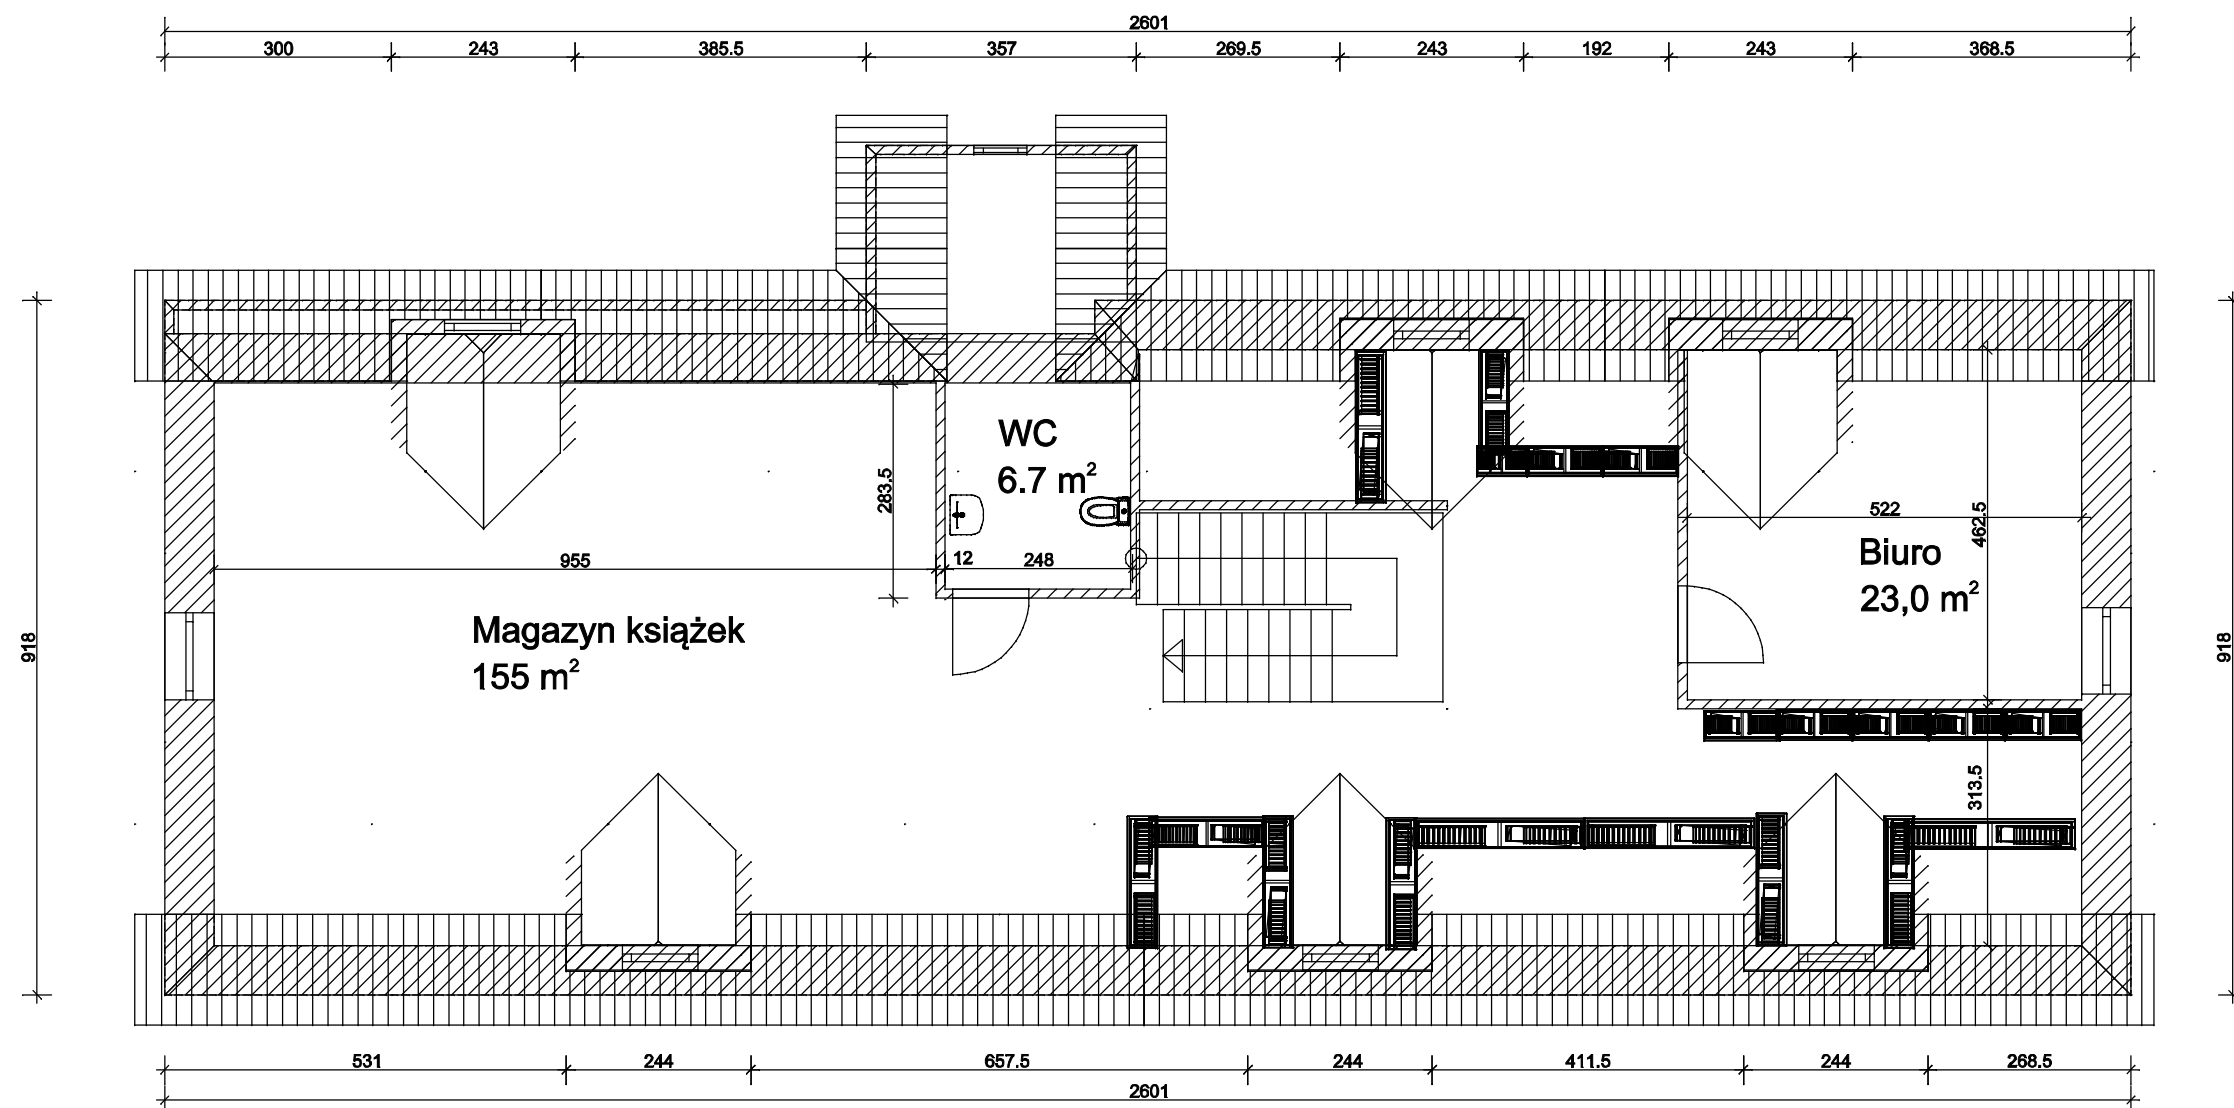 2601
300 243 385.5 357 269.5 243 192 243 368.5
WC
6.7 m²
283.5
522
462.5
Biuro
23,0 m²
955
12
248
Magazyn książek
155 m²
918
918
313.5
531 244 657.5 244 411.5 244 268.5
2601